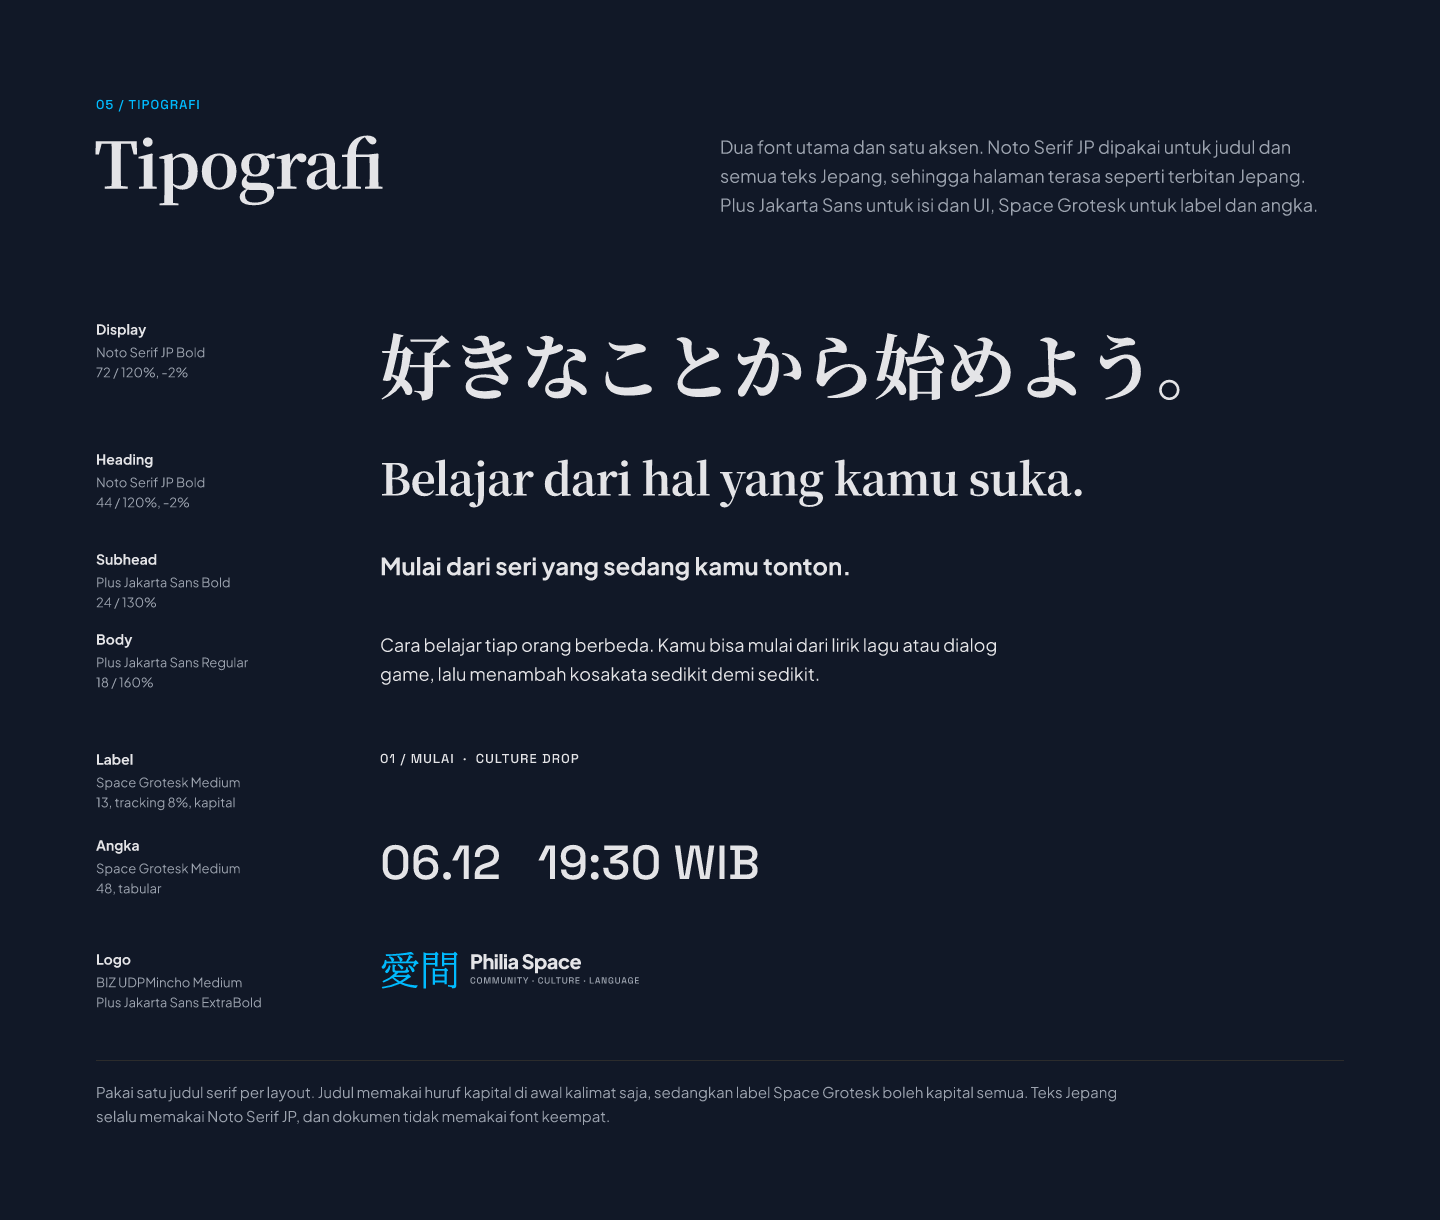 05 / TIPOGRAFI
Tipografi
Dua font utama dan satu aksen. Noto Serif JP dipakai untuk judul dan
semua teks Jepang, sehingga halaman terasa seperti terbitan Jepang.
Plus Jakarta Sans untuk isi dan UI, Space Grotesk untuk label dan angka.
Display
Noto Serif JP Bold
72 / 120%, -2%
好きなことから始めよう。
Heading
Noto Serif JP Bold
44 / 120%, -2%
Belajar dari hal yang kamu suka.
Subhead
Plus Jakarta Sans Bold
24 / 130%
Mulai dari seri yang sedang kamu tonton.
Body
Plus Jakarta Sans Regular
18 / 160%
Cara belajar tiap orang berbeda. Kamu bisa mulai dari lirik lagu atau dialog
game, lalu menambah kosakata sedikit demi sedikit.
Label
Space Grotesk Medium
13, tracking 8%, kapital
01 / MULAI · CULTURE DROP
Angka
Space Grotesk Medium
48, tabular
06.12 19:30 WIB
Logo
BIZ UDPMincho Medium
Plus Jakarta Sans ExtraBold
愛間 Philia Space
COMMUNITY · CULTURE · LANGUAGE
Pakai satu judul serif per layout. Judul memakai huruf kapital di awal kalimat saja, sedangkan label Space Grotesk boleh kapital semua. Teks Jepang
selalu memakai Noto Serif JP, dan dokumen tidak memakai font keempat.